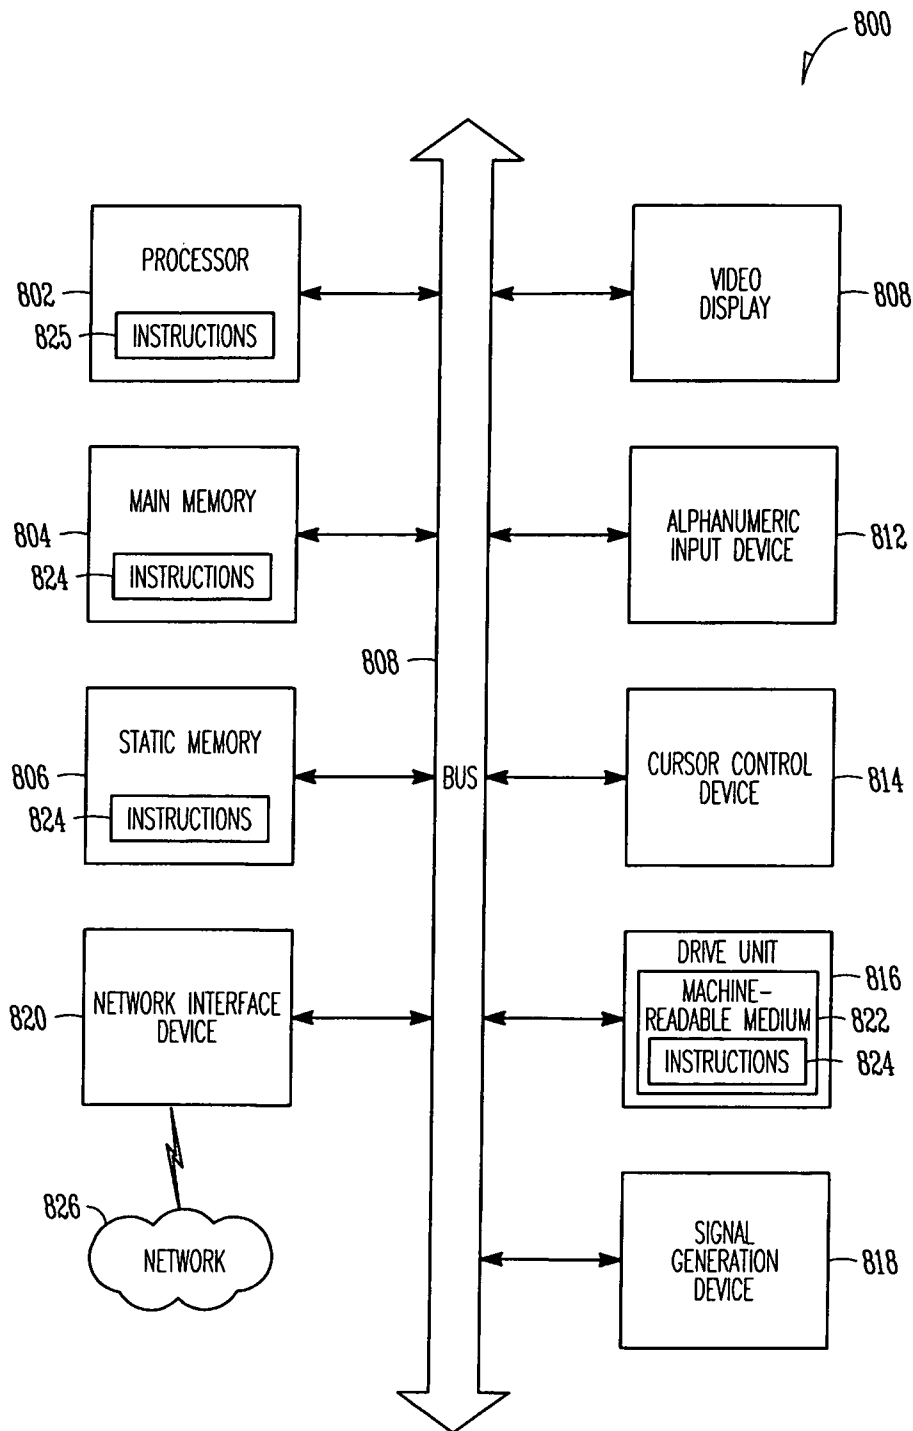 800
PROCESSOR
802
825
INSTRUCTIONS
VIDEO
DISPLAY
808
MAIN MEMORY
804
824
INSTRUCTIONS
ALPHANUMERIC
INPUT DEVICE
812
808
STATIC MEMORY
806
824
INSTRUCTIONS
BUS
CURSOR CONTROL
DEVICE
814
NETWORK INTERFACE
DEVICE
820
DRIVE UNIT
816
MACHINE-
READABLE MEDIUM
822
INSTRUCTIONS
824
826
NETWORK
SIGNAL
GENERATION
DEVICE
818